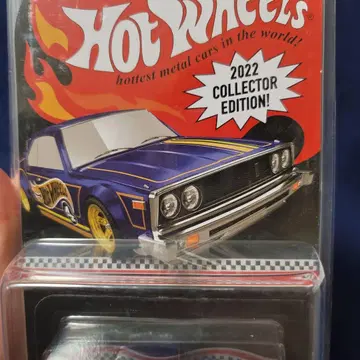 HOT WHEELS
hottest metal cars in the world!
2022
COLLECTOR
EDITION!